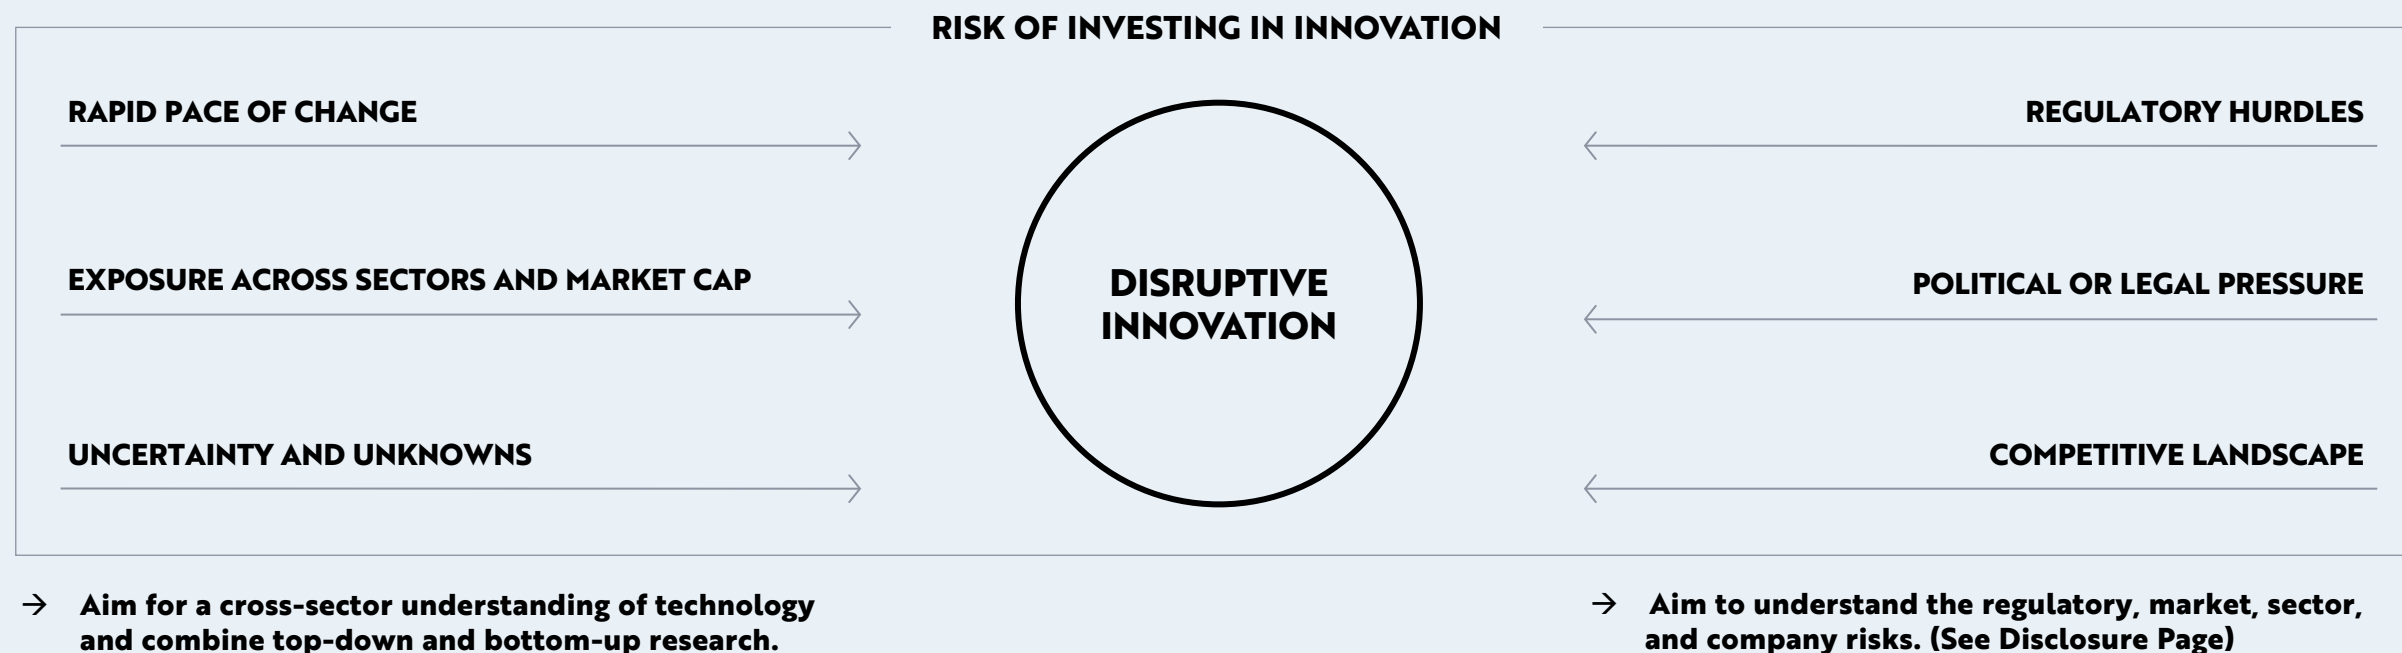 RISK OF INVESTING IN INNOVATION
RAPID PACE OF CHANGE
EXPOSURE ACROSS SECTORS AND MARKET CAP
UNCERTAINTY AND UNKNOWNS
DISRUPTIVE
INNOVATION
REGULATORY HURDLES
POLITICAL OR LEGAL PRESSURE
COMPETITIVE LANDSCAPE
→ Aim for a cross-sector understanding of technology
and combine top-down and bottom-up research.
→ Aim to understand the regulatory, market, sector,
and company risks. (See Disclosure Page)